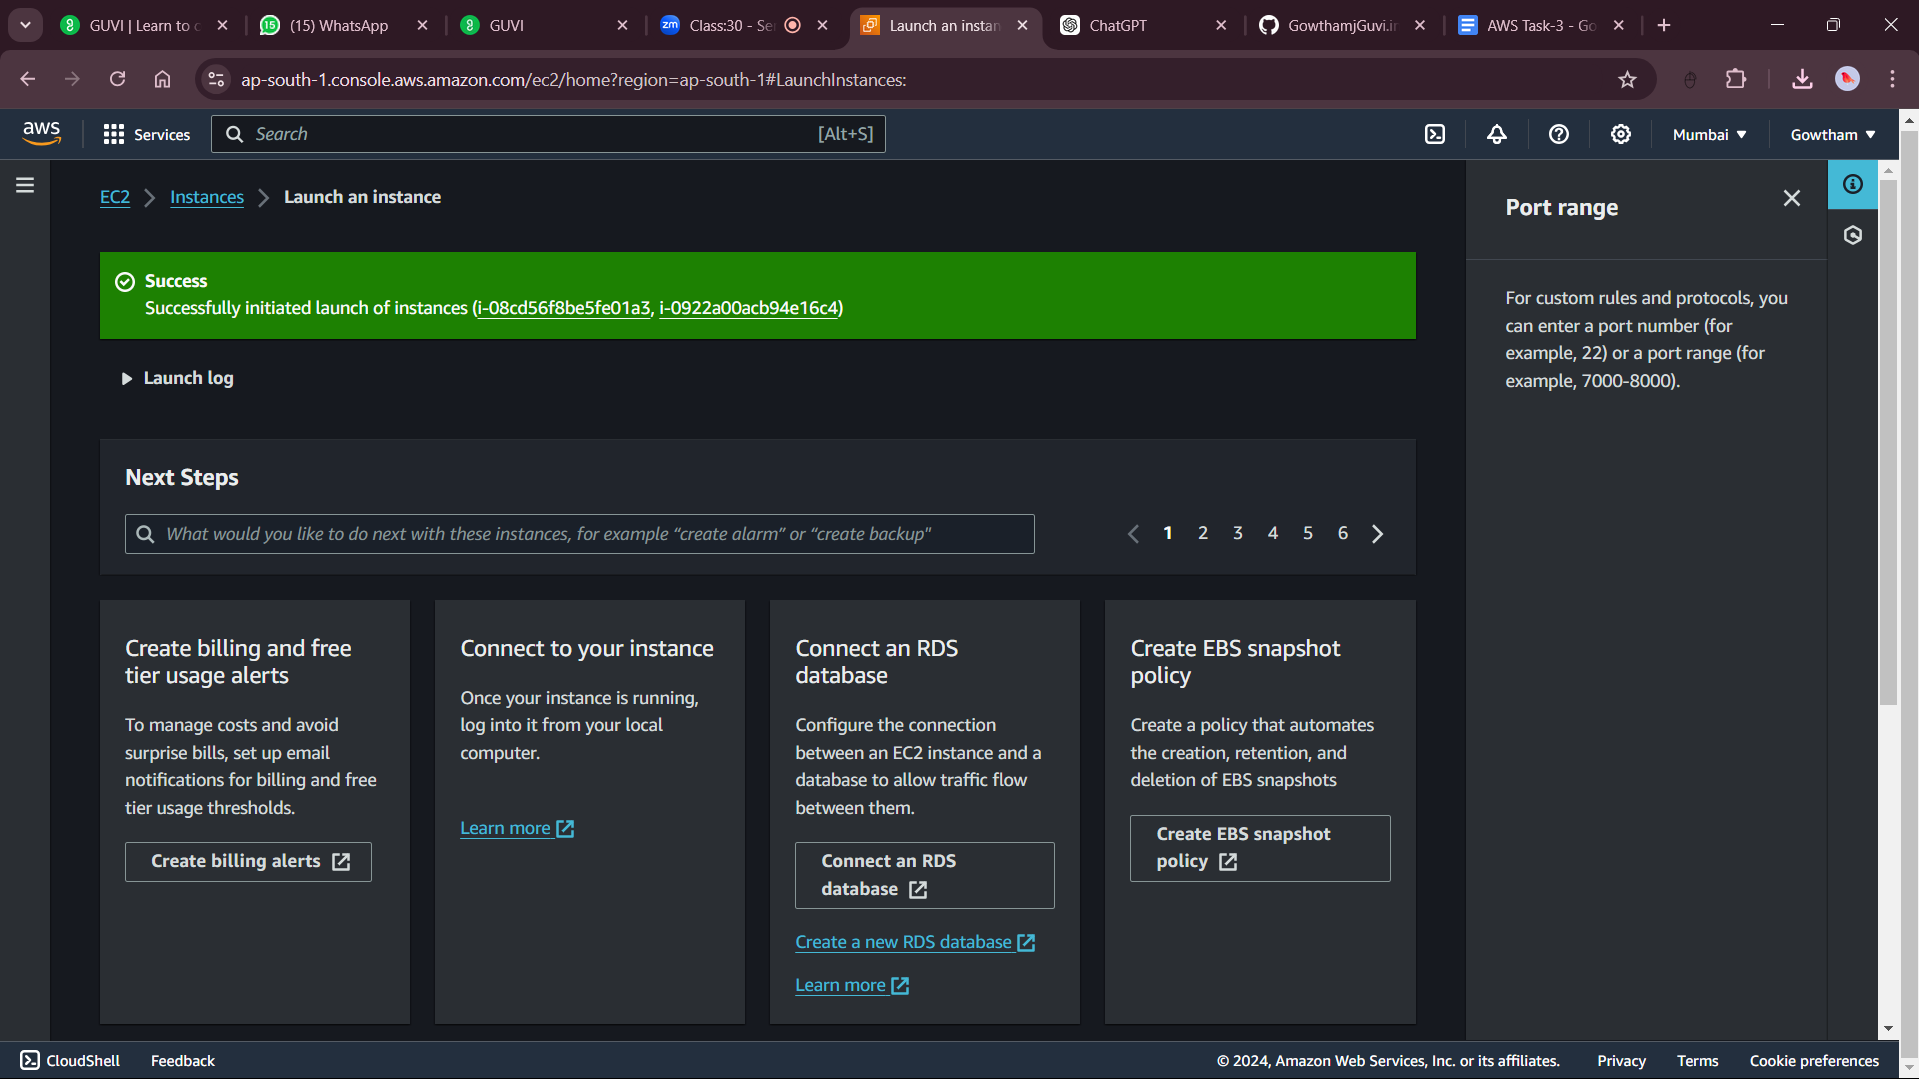 GUVI | Learn to c
(15) WhatsApp
GUVI
zm Class:30 - Se
Launch an instan
ChatGPT
GowthamjGuvi.in
AWS Task-3 - Go
ap-south-1.console.aws.amazon.com/ec2/home?region=ap-south-1#LaunchInstances:
aws
Services
Search
[Alt+S]
Mumbai
Gowtham
EC2
Instances
Launch an instance
Success
Successfully initiated launch of instances (i-08cd56f8be5fe01a3, i-0922a00acb94e16c4)
Launch log
Next Steps
What would you like to do next with these instances, for example “create alarm” or “create backup"
1 2 3 4 5 6
Create billing and free
tier usage alerts
To manage costs and avoid
surprise bills, set up email
notifications for billing and free
tier usage thresholds.
Create billing alerts
Connect to your instance
Once your instance is running,
log into it from your local
computer.
Learn more
Connect an RDS
database
Configure the connection
between an EC2 instance and a
database to allow traffic flow
between them.
Connect an RDS
database
Create a new RDS database
Learn more
Create EBS snapshot
policy
Create a policy that automates
the creation, retention, and
deletion of EBS snapshots
Create EBS snapshot
policy
Port range
For custom rules and protocols, you
can enter a port number (for
example, 22) or a port range (for
example, 7000-8000).
CloudShell
Feedback
© 2024, Amazon Web Services, Inc. or its affiliates.
Privacy
Terms
Cookie preferences